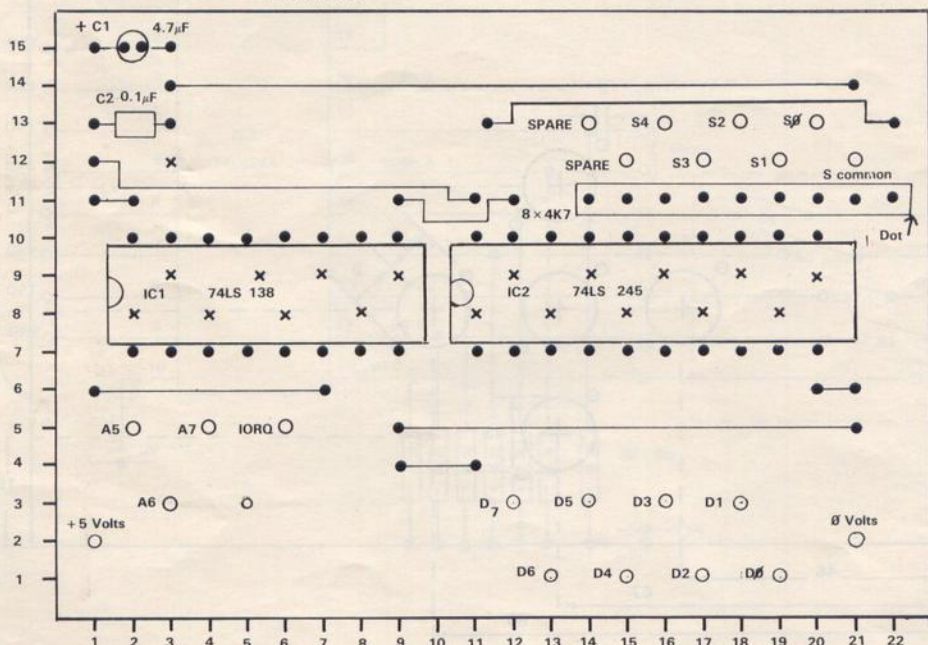 + C1 4.7µF
15
14
C2 0.1µF
13 SPARE S4 S2 SØ
12 SPARE S3 S1
S common
11
8 × 4K7
10 Dot
9
IC1 74LS 138 IC2 74LS 245
8
7
6
5 A5 A7 IORQ
4
3 A6 D7 D5 D3 D1
+5 Volts Ø Volts
2
1 D6 D4 D2 DØ
1 2 3 4 5 6 7 8 9 10 11 12 13 14 15 16 17 18 19 20 21 22